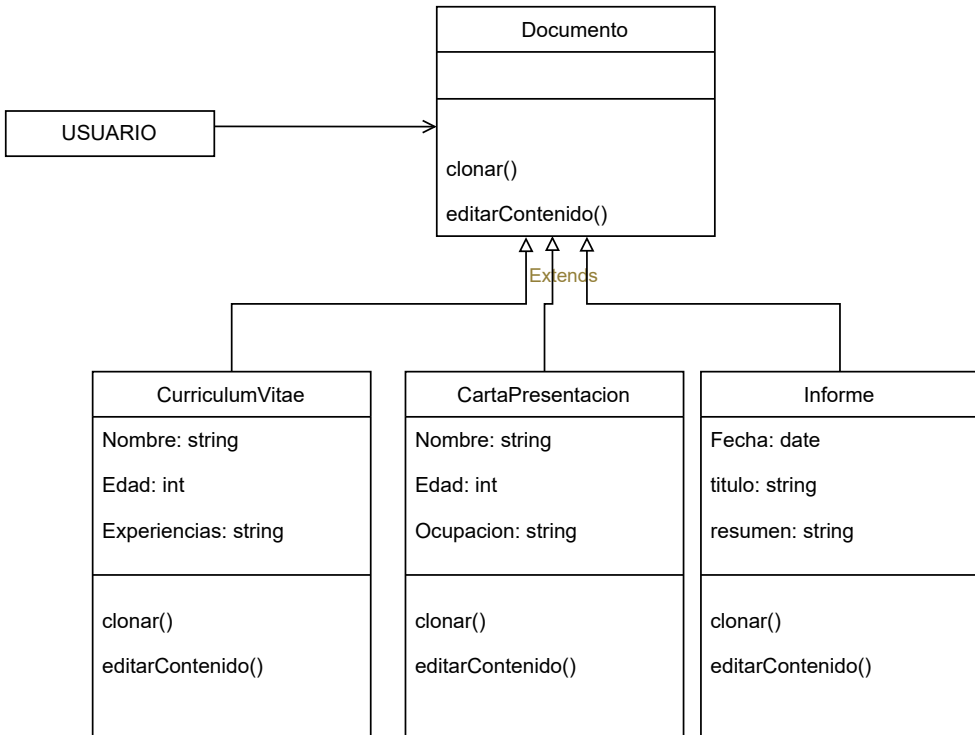 Documento
USUARIO
clonar()
editarContenido()
Extends
CurriculumVitae
Nombre: string
Edad: int
Experiencias: string
clonar()
editarContenido()
CartaPresentacion
Nombre: string
Edad: int
Ocupacion: string
clonar()
editarContenido()
Informe
Fecha: date
titulo: string
resumen: string
clonar()
editarContenido()